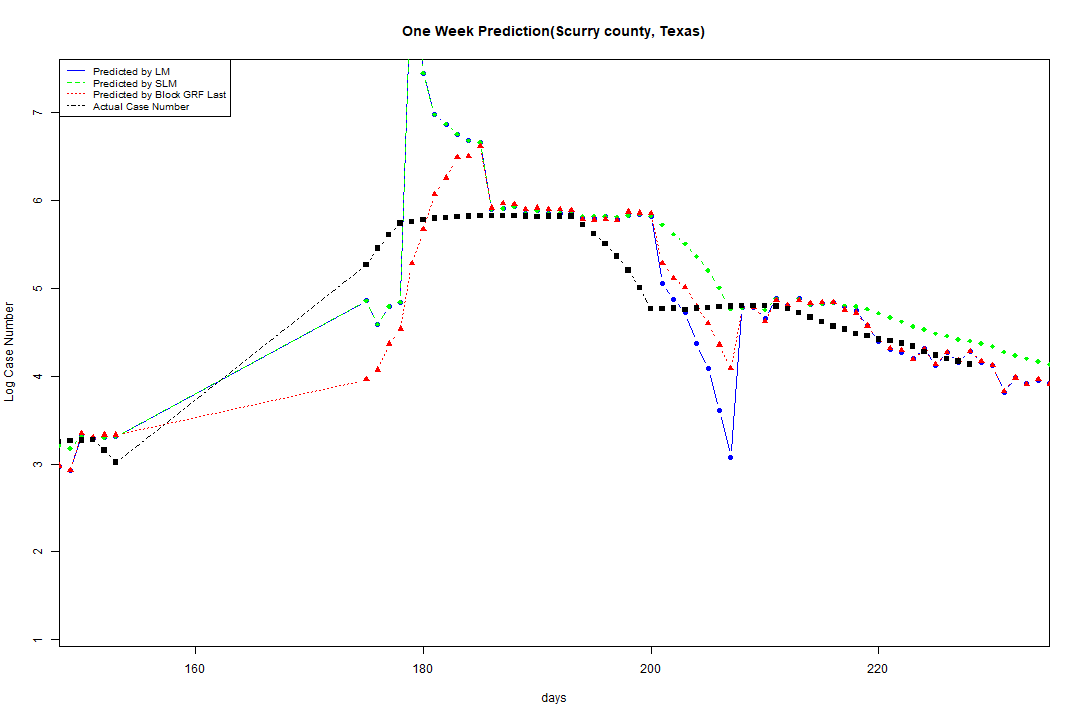 One Week Prediction(Scurry county, Texas)
Predicted by LM
Predicted by SLM
Predicted by Block GRF Last
Actual Case Number
7
6
5
4
3
2
1
Log Case Number
160 180 200 220
days